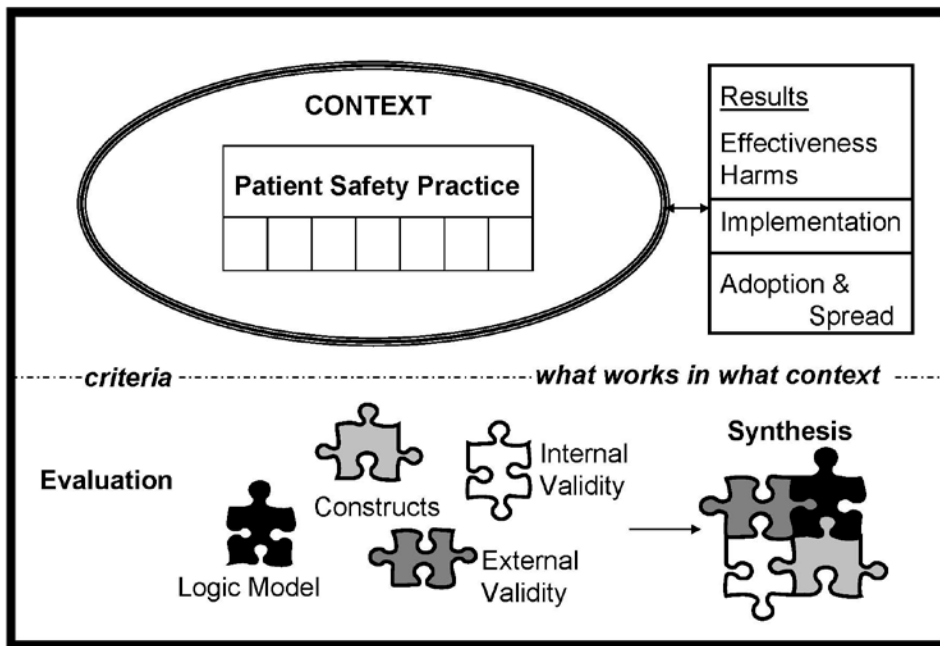 CONTEXT
Patient Safety Practice
Results
Effectiveness
Harms
Implementation
Adoption &
Spread
criteria
what works in what context
Evaluation
Logic Model
Constructs
Internal
Validity
External
Validity
Synthesis